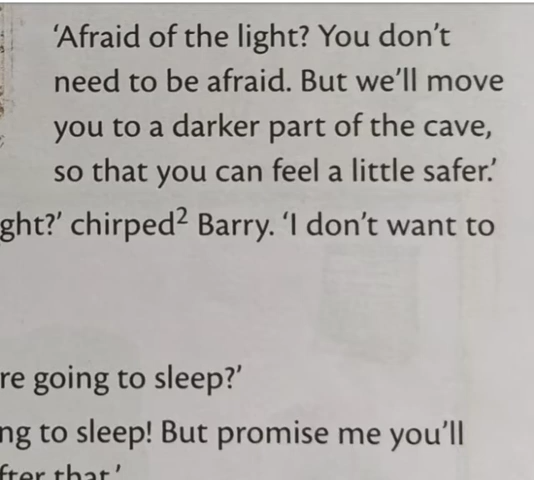 ‘Afraid of the light? You don’t
need to be afraid. But we’ll move
you to a darker part of the cave,
so that you can feel a little safer.’
ght?’ chirped² Barry. ‘I don’t want to
re going to sleep?’
ng to sleep! But promise me you’ll
fter that.’